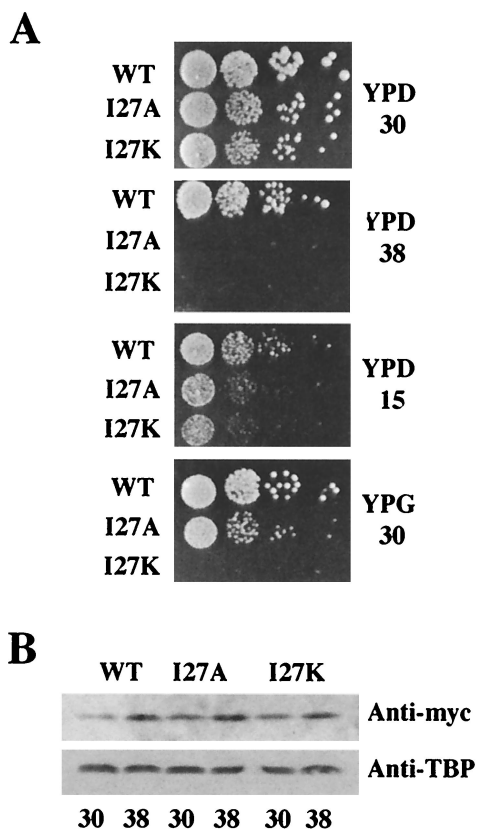 A
WT
I27A
I27K
YPD
30
WT
I27A
I27K
YPD
38
WT
I27A
I27K
YPD
15
WT
I27A
I27K
YPG
30
B
WT I27A I27K
Anti-myc
Anti-TBP
30 38 30 38 30 38